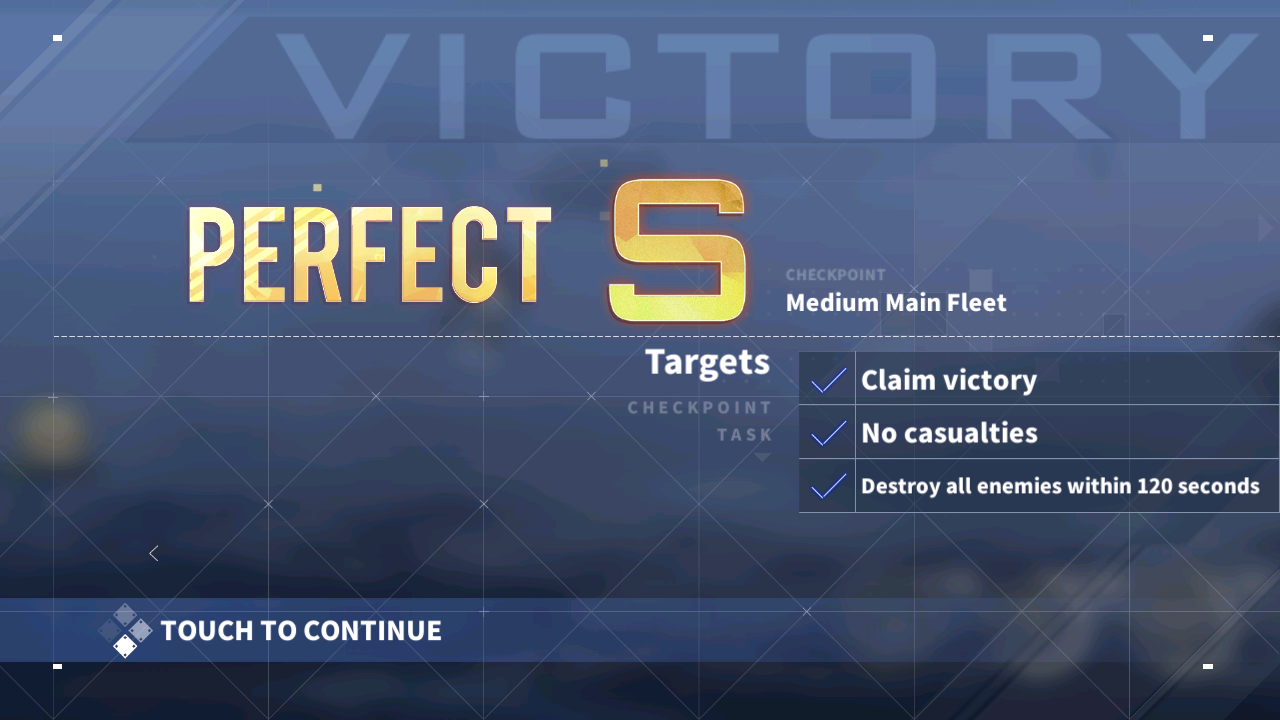 VICTORY
PERFECT S
CHECKPOINT
Medium Main Fleet
Targets
CHECKPOINT
TASK
Claim victory
No casualties
Destroy all enemies within 120 seconds
TOUCH TO CONTINUE